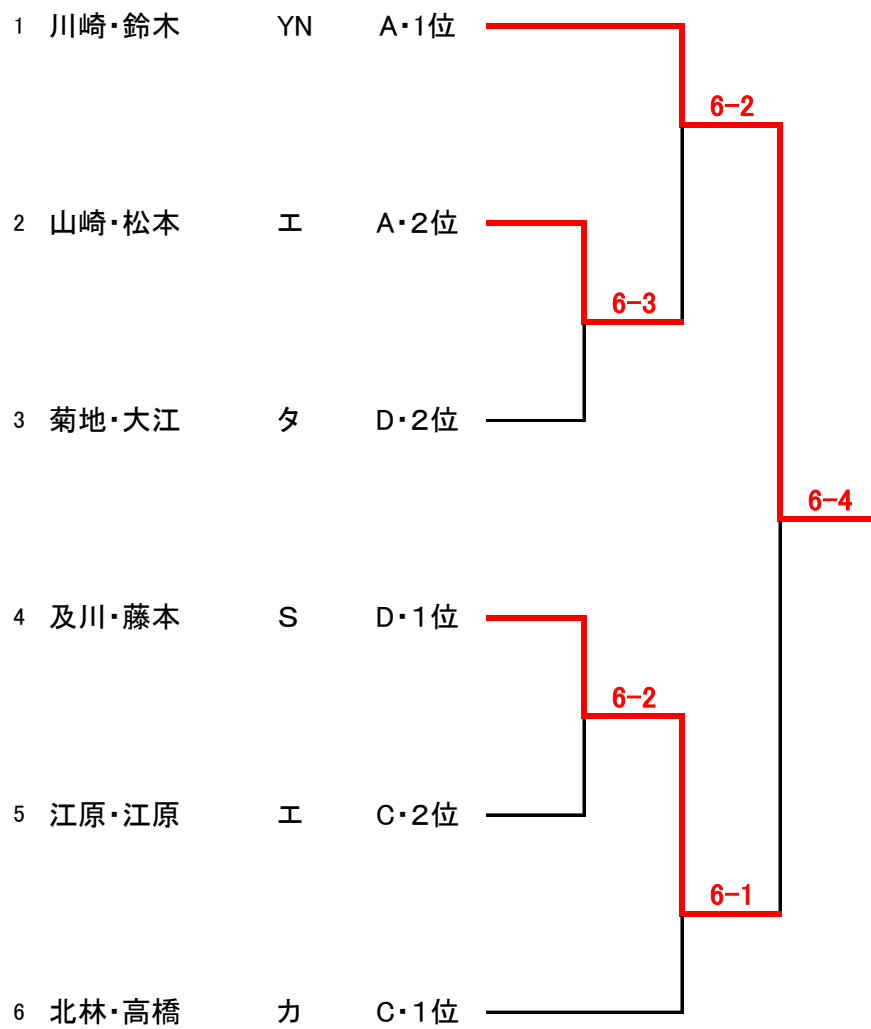 1 川崎・鈴木 YN A・1位
6-2
2 山崎・松本 エ A・2位
6-3
3 菊地・大江 タ D・2位
6-4
4 及川・藤本 S D・1位
6-2
5 江原・江原 エ C・2位
6-1
6 北林・高橋 カ C・1位